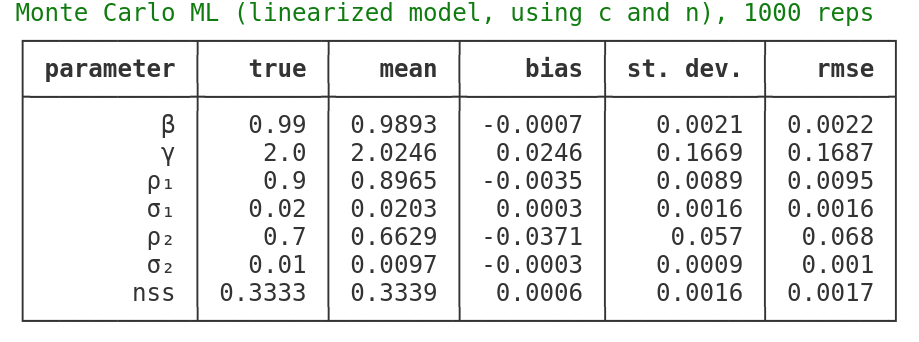 Monte Carlo ML (linearized model, using c and n), 1000 reps
parameter true mean bias st. dev. rmse
β 0.99 0.9893 -0.0007 0.0021 0.0022
γ 2.0 2.0246 0.0246 0.1669 0.1687
ρ₁ 0.9 0.8965 -0.0035 0.0089 0.0095
σ₁ 0.02 0.0203 0.0003 0.0016 0.0016
ρ₂ 0.7 0.6629 -0.0371 0.057 0.068
σ₂ 0.01 0.0097 -0.0003 0.0009 0.001
nss 0.3333 0.3339 0.0006 0.0016 0.0017